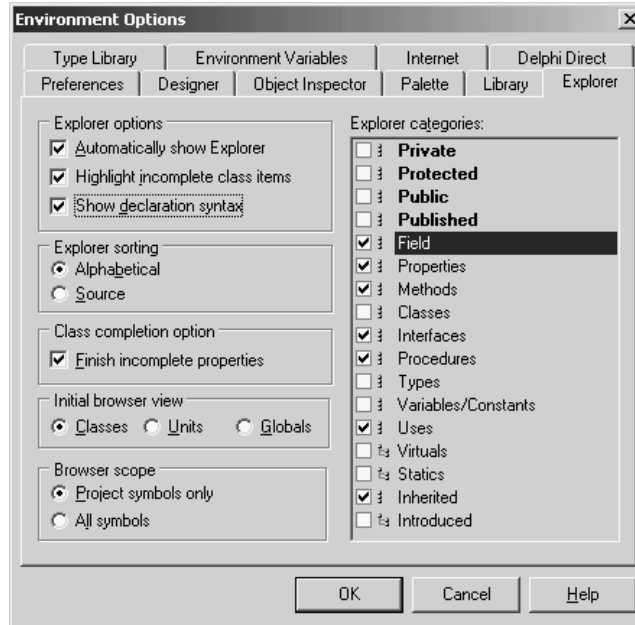 Environment Options
Type Library Environment Variables Internet Delphi Direct
Preferences Designer Object Inspector Palette Library Explorer
Explorer options
Automatically show Explorer
Highlight incomplete class items
Show declaration syntax
Explorer sorting
Alphabetical
Source
Class completion option
Finish incomplete properties
Initial browser view
Classes Units Globals
Browser scope
Project symbols only
All symbols
Explorer categories:
Private
Protected
Public
Published
Field
Properties
Methods
Classes
Interfaces
Procedures
Types
Variables/Constants
Uses
Virtuals
Statics
Inherited
Introduced
OK Cancel Help